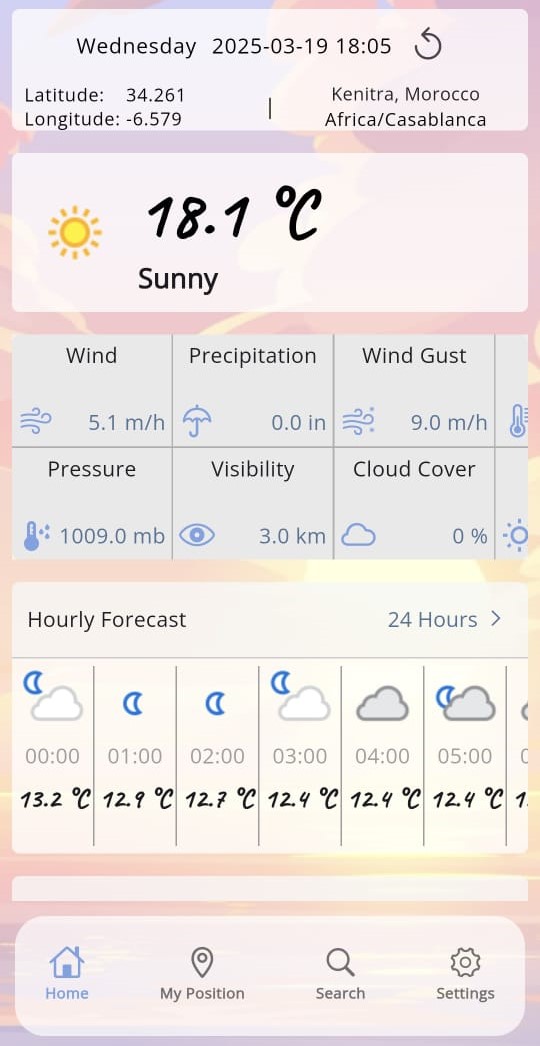 Wednesday 2025-03-19 18:05
Latitude: 34.261
Longitude: -6.579
|
Kenitra, Morocco
Africa/Casablanca
18.1 °C
Sunny
Wind Precipitation Wind Gust
5.1 m/h 0.0 in 9.0 m/h
Pressure Visibility Cloud Cover
1009.0 mb 3.0 km 0 %
Hourly Forecast 24 Hours >
00:00 01:00 02:00 03:00 04:00 05:00
13.2 °C 12.9 °C 12.7 °C 12.4 °C 12.4 °C 12.4 °C
Home My Position Search Settings